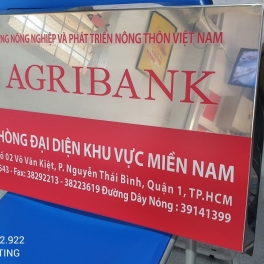 NG NÔNG NGHIỆP VÀ PHÁT TRIỂN NÔNG THÔN VIỆT NAM
AGRIBANK
HÒNG ĐẠI DIỆN KHU VỰC MIỀN NAM
ố 02 Võ Văn Kiệt, P. Nguyễn Thái Bình, Quận 1, TP.HCM
543 - Fax: 38292213 - 38223619 Đường Dây Nóng : 39141399
2.922
TING